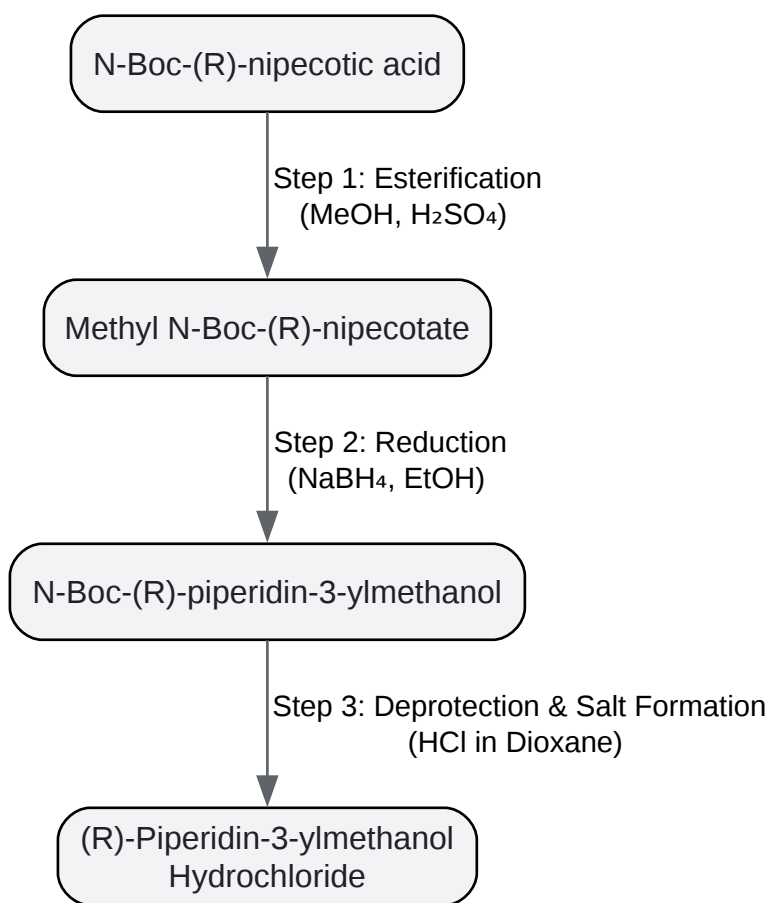 N-Boc-(R)-nipecotic acid
Step 1: Esterification
(MeOH, H₂SO₄)
Methyl N-Boc-(R)-nipecotate
Step 2: Reduction
(NaBH₄, EtOH)
N-Boc-(R)-piperidin-3-ylmethanol
Step 3: Deprotection & Salt Formation
(HCl in Dioxane)
(R)-Piperidin-3-ylmethanol
Hydrochloride